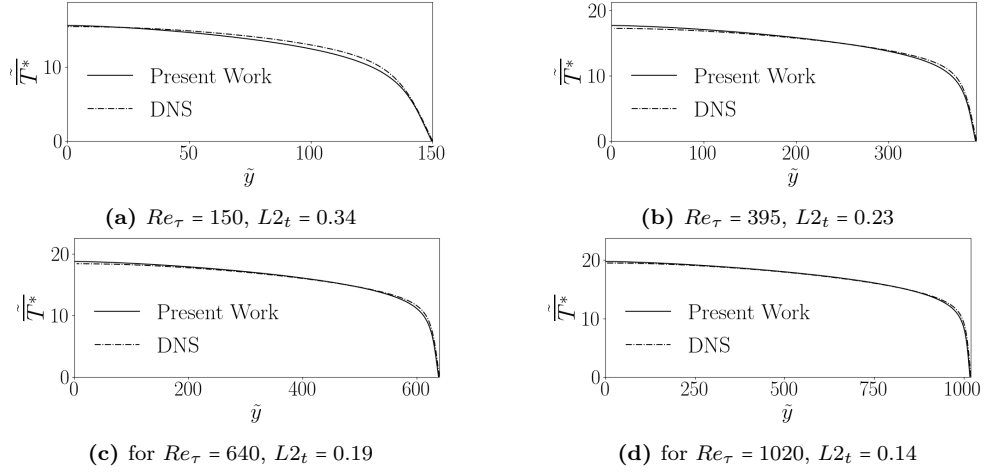 10
0
0
50
100
150
T̃*
ỹ
Present Work
DNS
(a) Reτ = 150, L2t = 0.34
20
10
0
0
100
200
300
T̃*
ỹ
Present Work
DNS
(b) Reτ = 395, L2t = 0.23
20
10
0
0
200
400
600
T̃*
ỹ
Present Work
DNS
(c) for Reτ = 640, L2t = 0.19
20
10
0
0
250
500
750
1000
T̃*
ỹ
Present Work
DNS
(d) for Reτ = 1020, L2t = 0.14